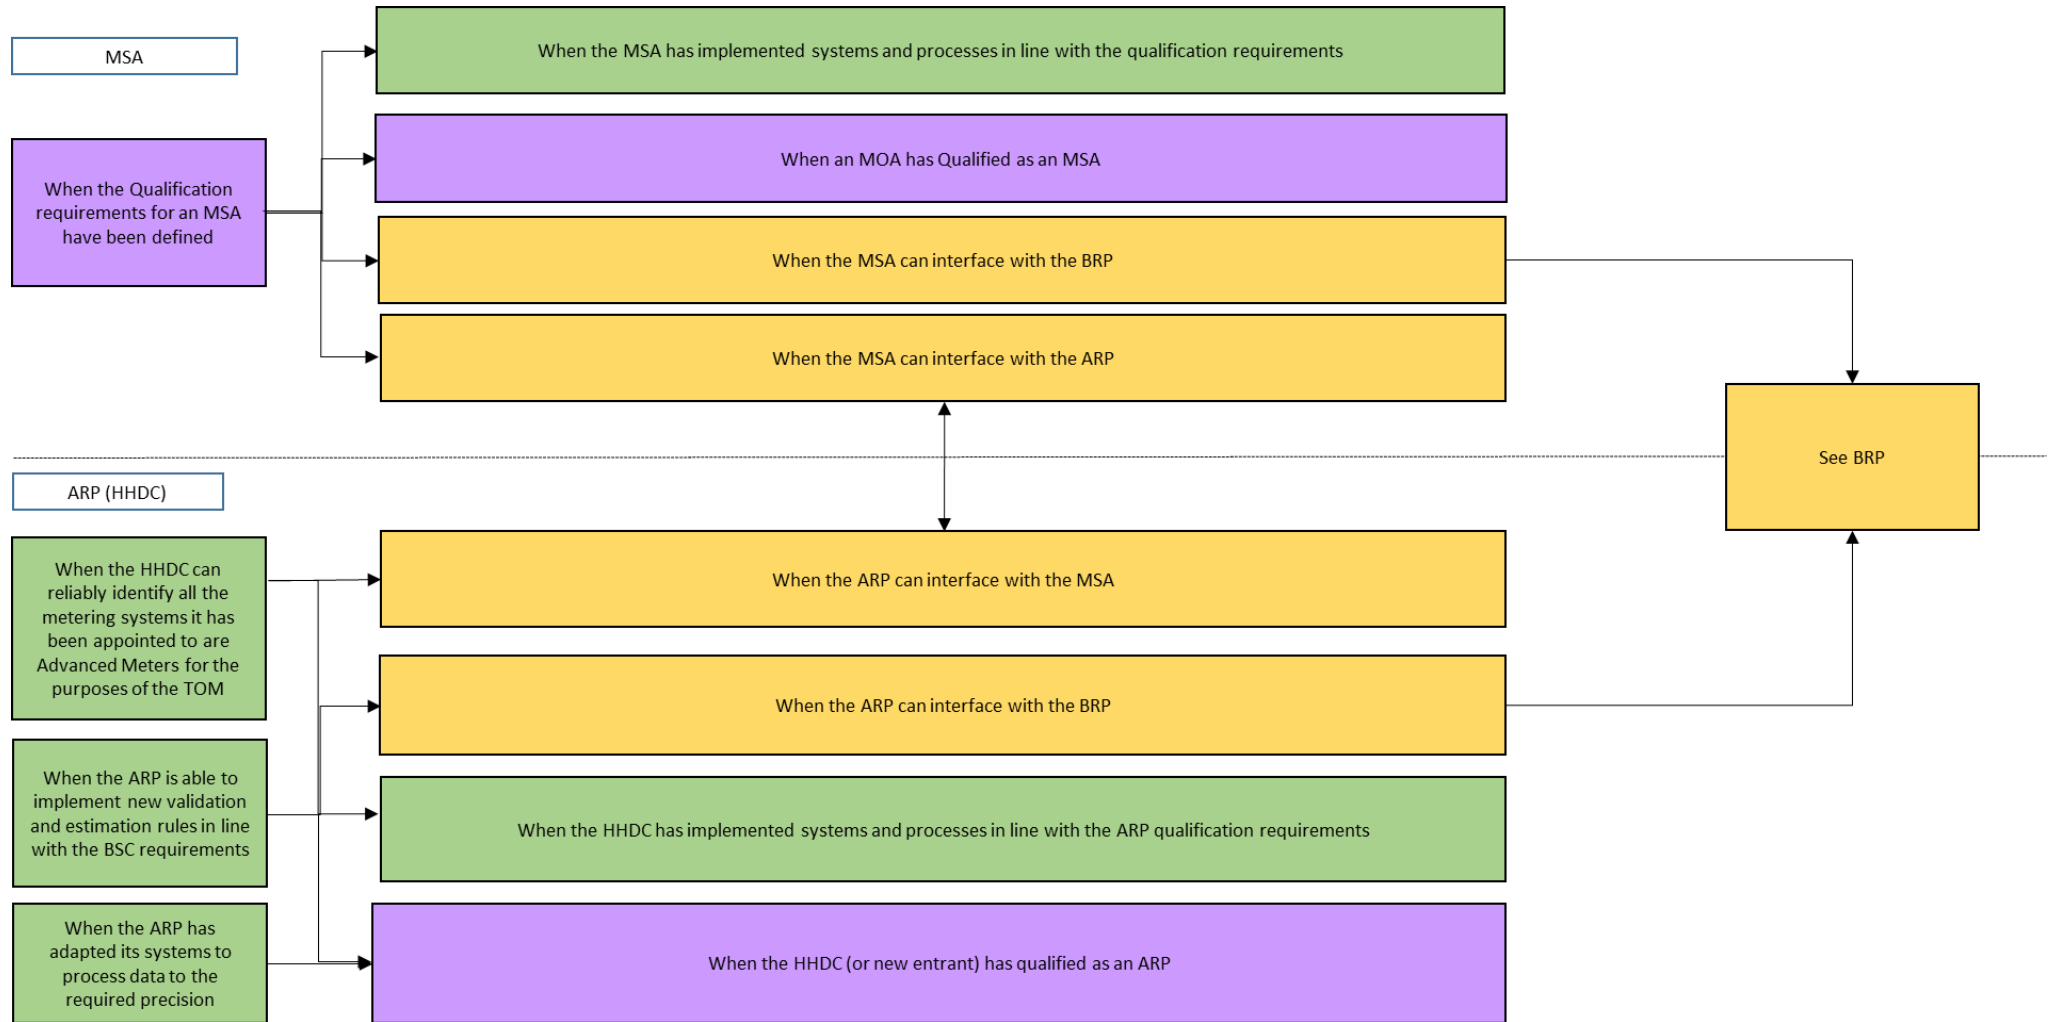 MSA
When the MSA has implemented systems and processes in line with the qualification requirements
When an MOA has Qualified as an MSA
When the Qualification
requirements for an MSA
have been defined
When the MSA can interface with the BRP
When the MSA can interface with the ARP
See BRP
ARP (HHDC)
When the HHDC can
reliably identify all the
metering systems it has
been appointed to are
Advanced Meters for the
purposes of the TOM
When the ARP can interface with the MSA
When the ARP can interface with the BRP
When the ARP is able to
implement new validation
and estimation rules in line
with the BSC requirements
When the HHDC has implemented systems and processes in line with the ARP qualification requirements
When the ARP has
adapted its systems to
process data to the
required precision
When the HHDC (or new entrant) has qualified as an ARP